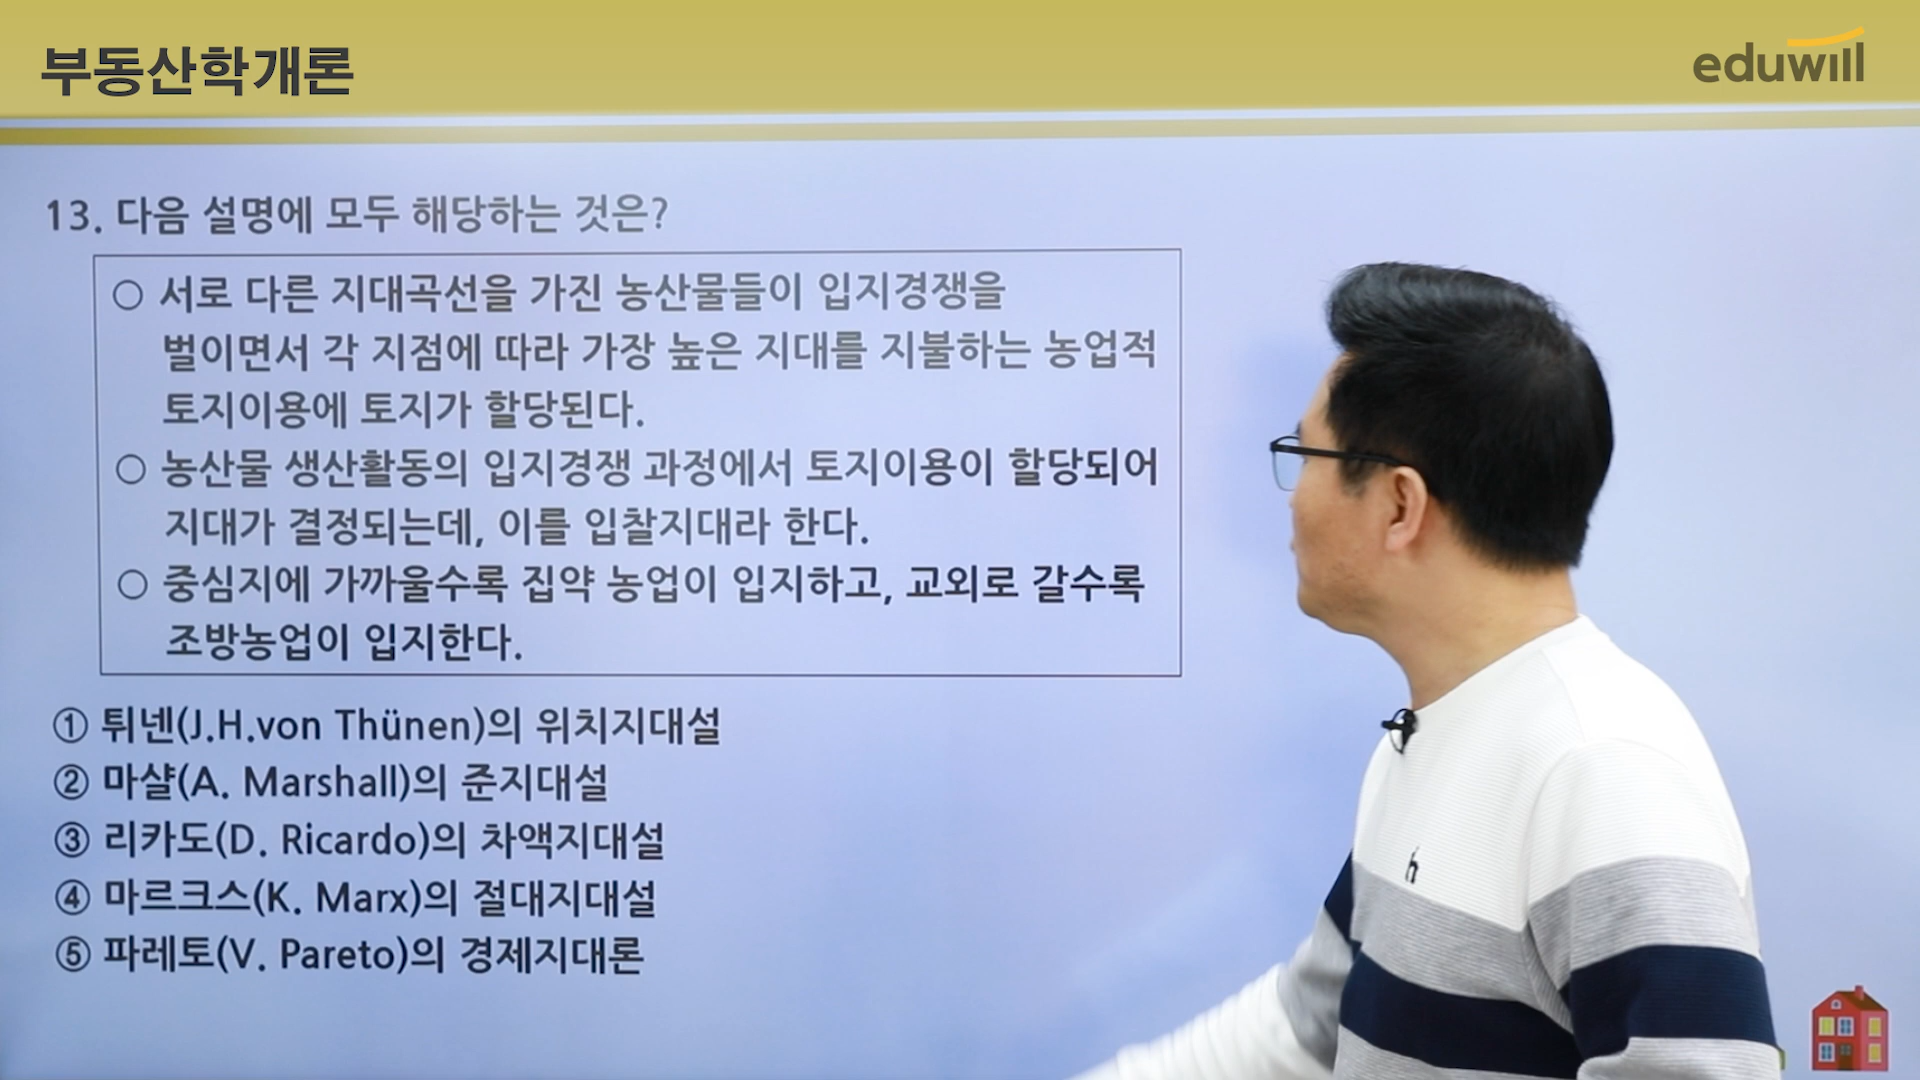 부동산학개론
eduwill
13. 다음 설명에 모두 해당하는 것은?
○ 서로 다른 지대곡선을 가진 농산물들이 입지경쟁을
벌이면서 각 지점에 따라 가장 높은 지대를 지불하는 농업적
토지이용에 토지가 할당된다.
○ 농산물 생산활동의 입지경쟁 과정에서 토지이용이 할당되어
지대가 결정되는데, 이를 입찰지대라 한다.
○ 중심지에 가까울수록 집약 농업이 입지하고, 교외로 갈수록
조방농업이 입지한다.
① 튀넨(J.H.von Thünen)의 위치지대설
② 마샬(A. Marshall)의 준지대설
③ 리카도(D. Ricardo)의 차액지대설
④ 마르크스(K. Marx)의 절대지대설
⑤ 파레토(V. Pareto)의 경제지대론